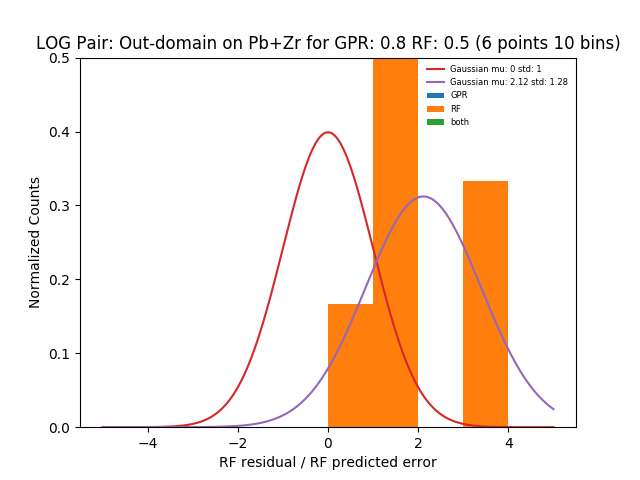 LOG Pair: Out-domain on Pb+Zr for GPR: 0.8 RF: 0.5 (6 points 10 bins)
Gaussian mu: 0 std: 1
Gaussian mu: 2.12 std: 1.28
GPR
RF
both
Normalized Counts
0.5
0.4
0.3
0.2
0.1
0.0
−4
−2
0
2
4
RF residual / RF predicted error